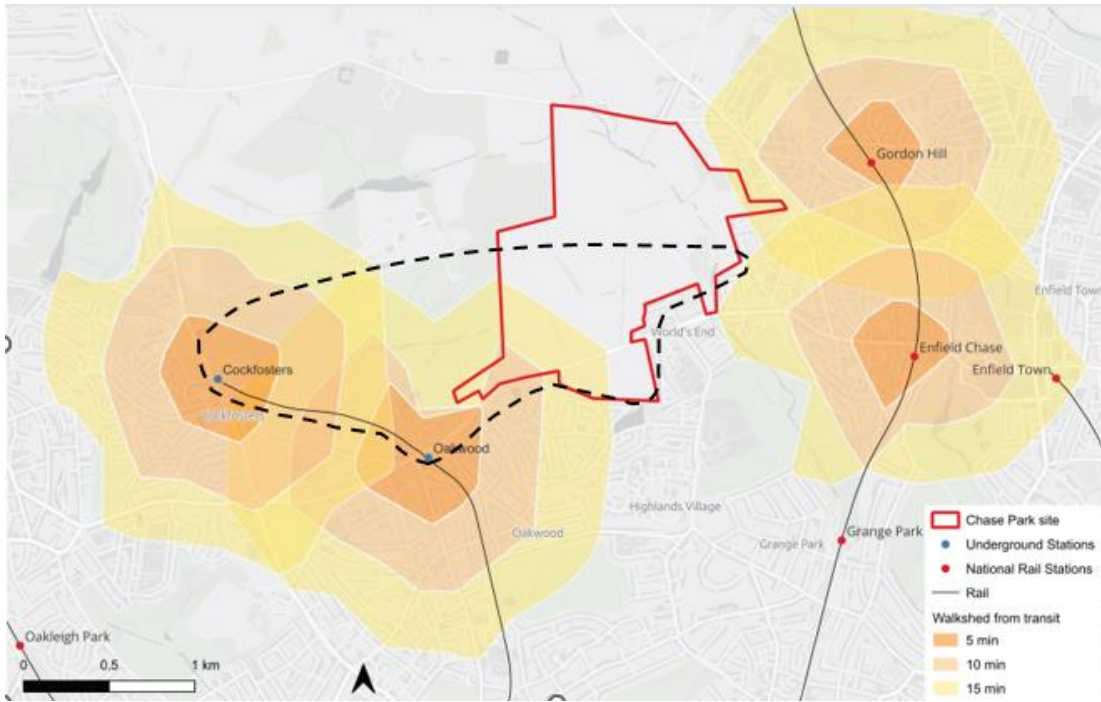 Gordon Hill
Enfield Town
World's End
Enfield Chase
Enfield Town
Cockfosters
Cockfosters
Oakwood
Highlands Village
Oakwood
Grange Park
Grange Park
Oakleigh Park
0
0.5
1 km
Chase Park site
Underground Stations
National Rail Stations
Rail
Walkshed from transit
5 min
10 min
15 min